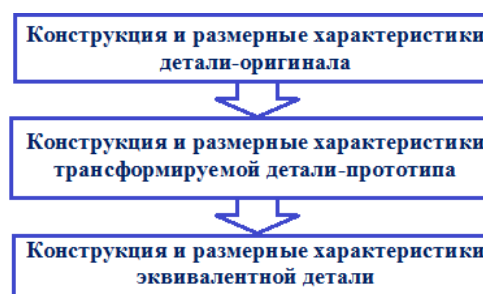 Конструкция и размерные характеристики
детали-оригинала
Конструкция и размерные характеристики
трансформируемой детали-прототипа
Конструкция и размерные характеристики
эквивалентной детали